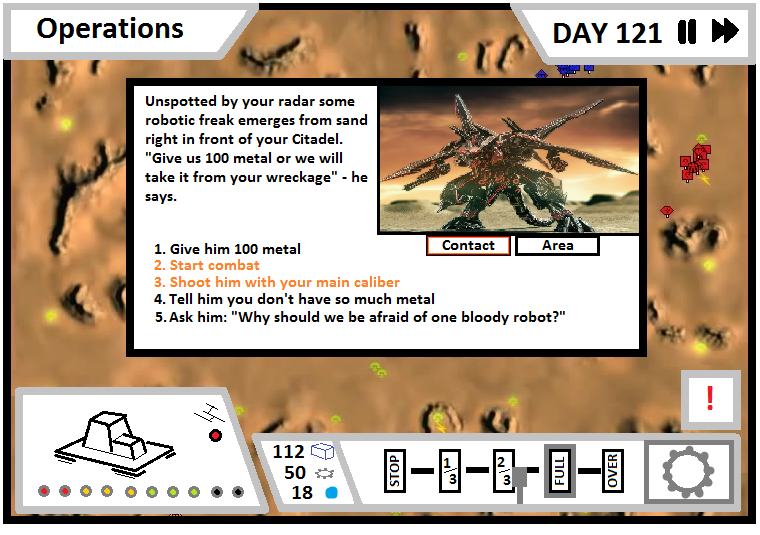 Operations
DAY 121
Unspotted by your radar some
robotic freak emerges from sand
right in front of your Citadel.
"Give us 100 metal or we will
take it from your wreckage" - he
says.
Contact
Area
1. Give him 100 metal
2. Start combat
3. Shoot him with your main caliber
4. Tell him you don't have so much metal
5. Ask him: "Why should we be afraid of one bloody robot?"
!
112
50
18
STOP
1/3
2/3
FULL
OVER